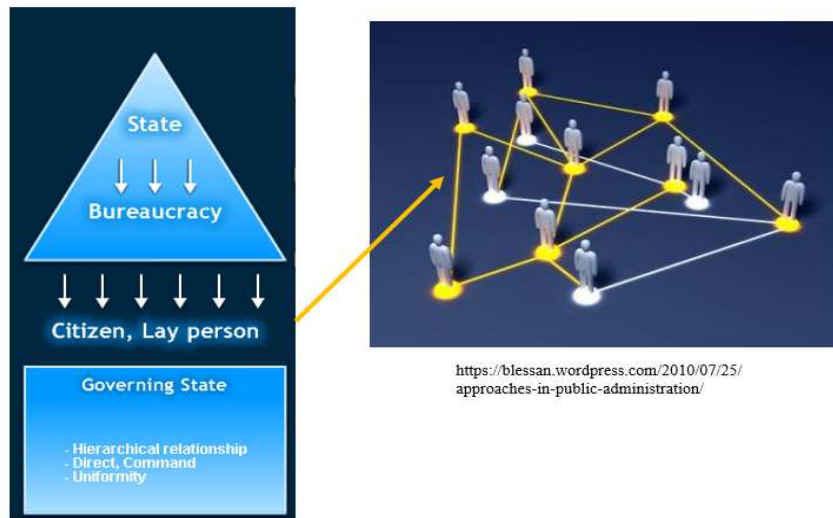 State
Bureaucracy
Citizen, Lay person
Governing State
- Hierarchical relationship
- Direct, Command
- Uniformity
https://blessan.wordpress.com/2010/07/25/
approaches-in-public-administration/